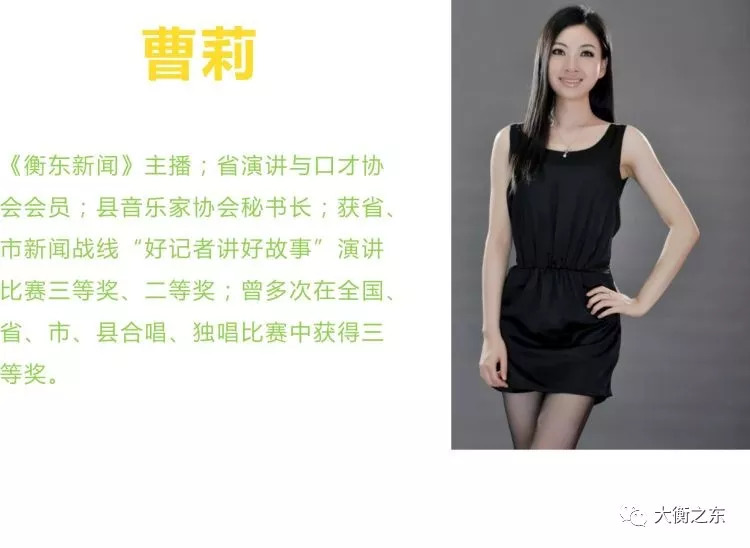 曹莉
《衡东新闻》主播；省演讲与口才协
会会员；县音乐家协会秘书长；获省、
市新闻战线“好记者讲好故事”演讲
比赛三等奖、二等奖；曾多次在全国、
省、市、县合唱、独唱比赛中获得三
等奖。
大衡之东